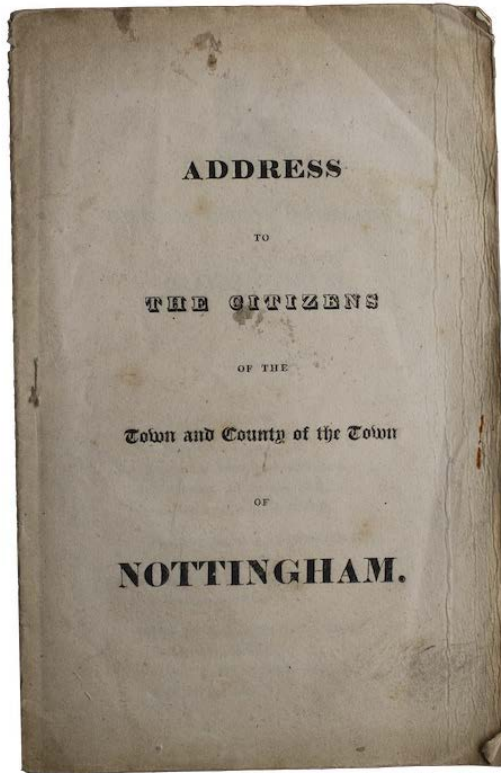 ADDRESS
TO
THE CITIZENS
OF THE
Town and County of the Town
OF
NOTTINGHAM.